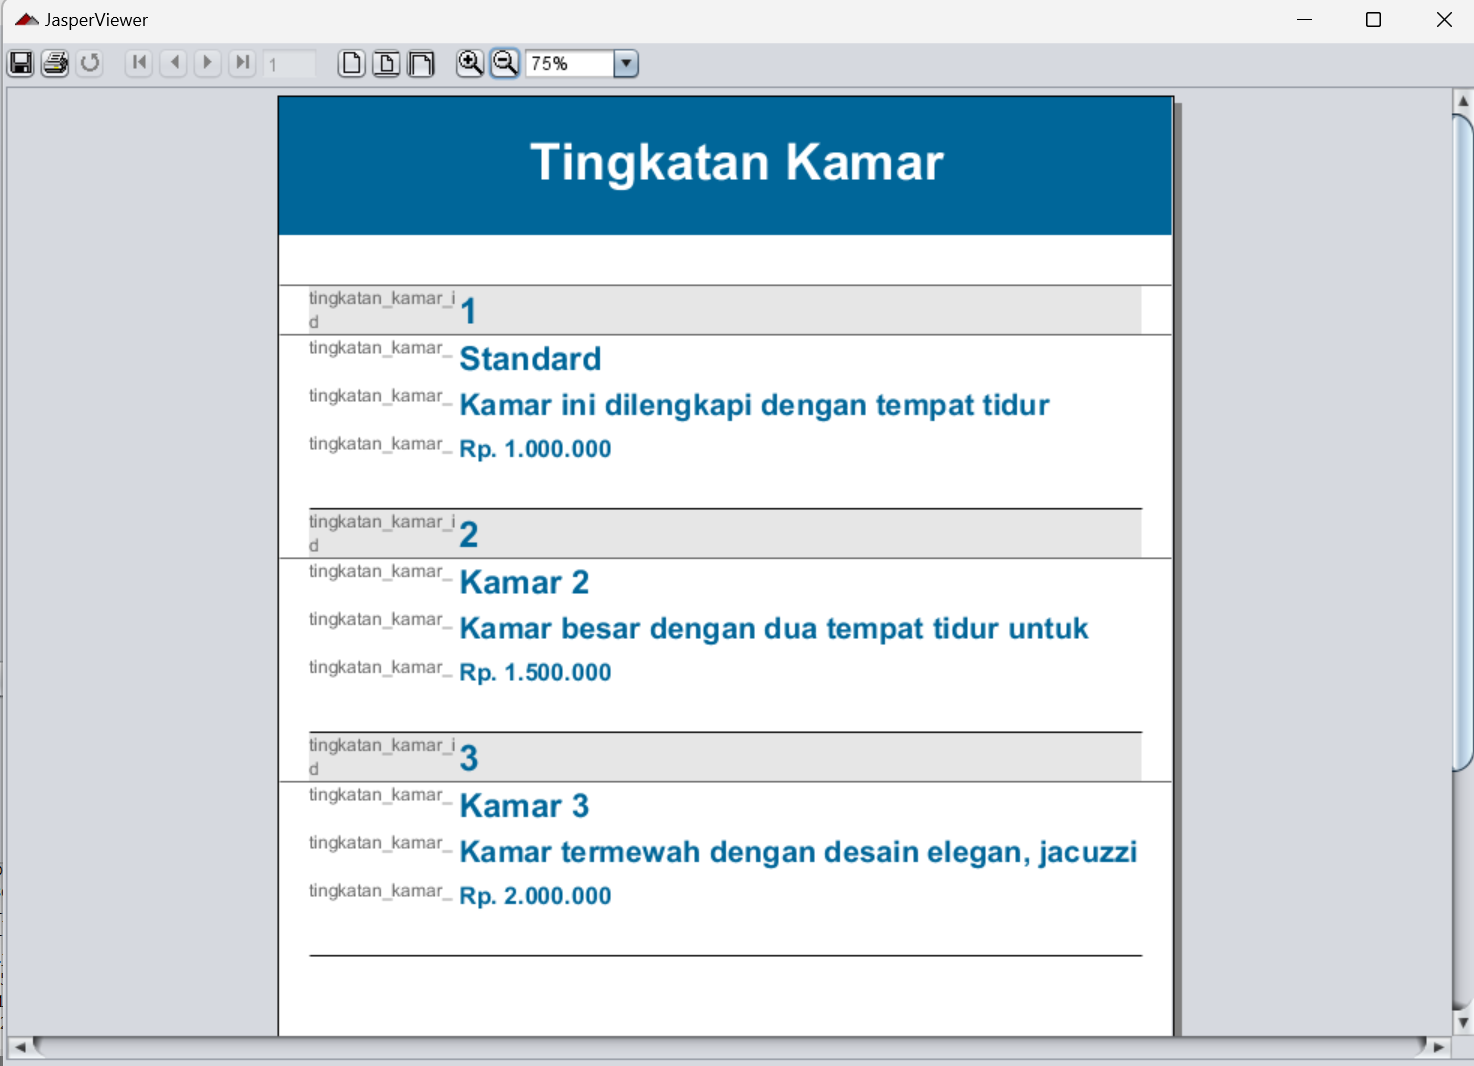 JasperViewer
1
75%
Tingkatan Kamar
tingkatan_kamar_i
d
1
tingkatan_kamar_
Standard
tingkatan_kamar_
Kamar ini dilengkapi dengan tempat tidur
tingkatan_kamar_
Rp. 1.000.000
tingkatan_kamar_i
d
2
tingkatan_kamar_
Kamar 2
tingkatan_kamar_
Kamar besar dengan dua tempat tidur untuk
tingkatan_kamar_
Rp. 1.500.000
tingkatan_kamar_i
d
3
tingkatan_kamar_
Kamar 3
tingkatan_kamar_
Kamar termewah dengan desain elegan, jacuzzi
tingkatan_kamar_
Rp. 2.000.000